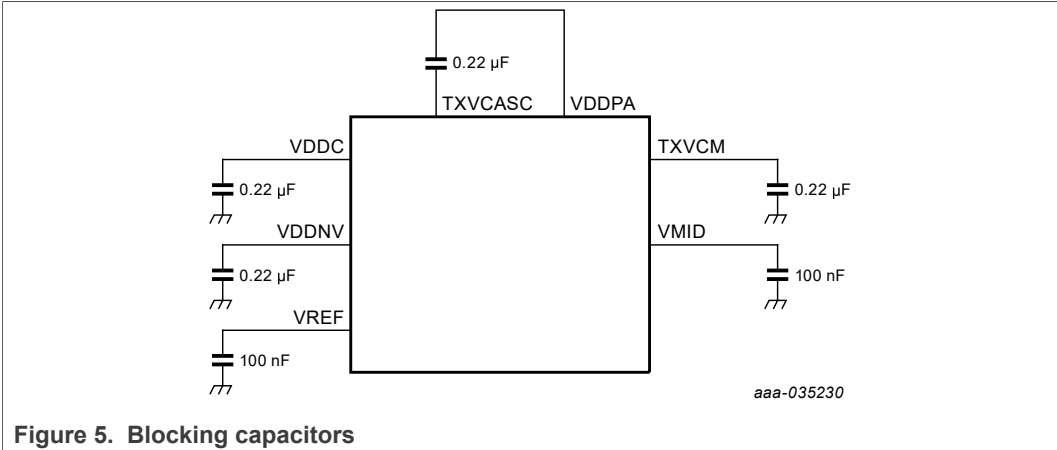 0.22 µF
TXVCASC VDDPA
VDDC TXVCM
0.22 µF 0.22 µF
VDDNV VMID
0.22 µF 100 nF
VREF
100 nF
aaa-035230
Figure 5. Blocking capacitors